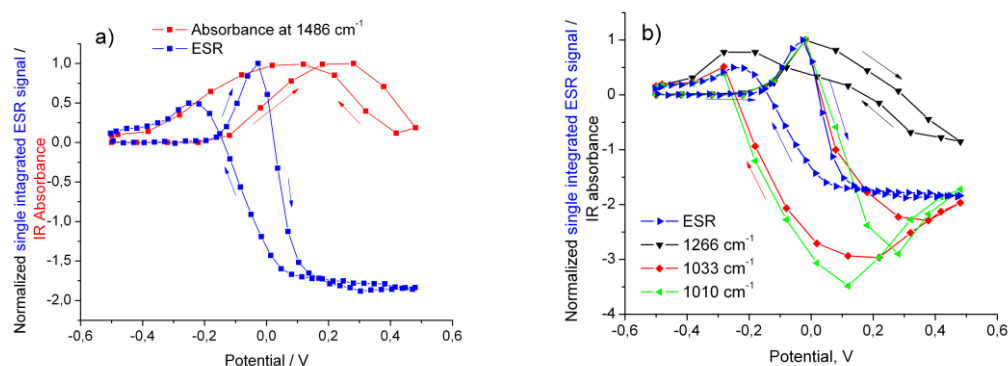 a)
Absorbance at 1486 cm⁻¹
ESR
Normalized single intagrated ESR signal /
IR Absorbance
1,0
0,5
0,0
-0,5
-1,0
-1,5
-2,0
-0,6 -0,4 -0,2 0,0 0,2 0,4 0,6
Potential / V
b)
Normalized single integrated ESR signal /
IR absorbance
1
0
-1
-2
-3
-4
ESR
1266 cm⁻¹
1033 cm⁻¹
1010 cm⁻¹
-0,6 -0,4 -0,2 0,0 0,2 0,4 0,6
Potential, V